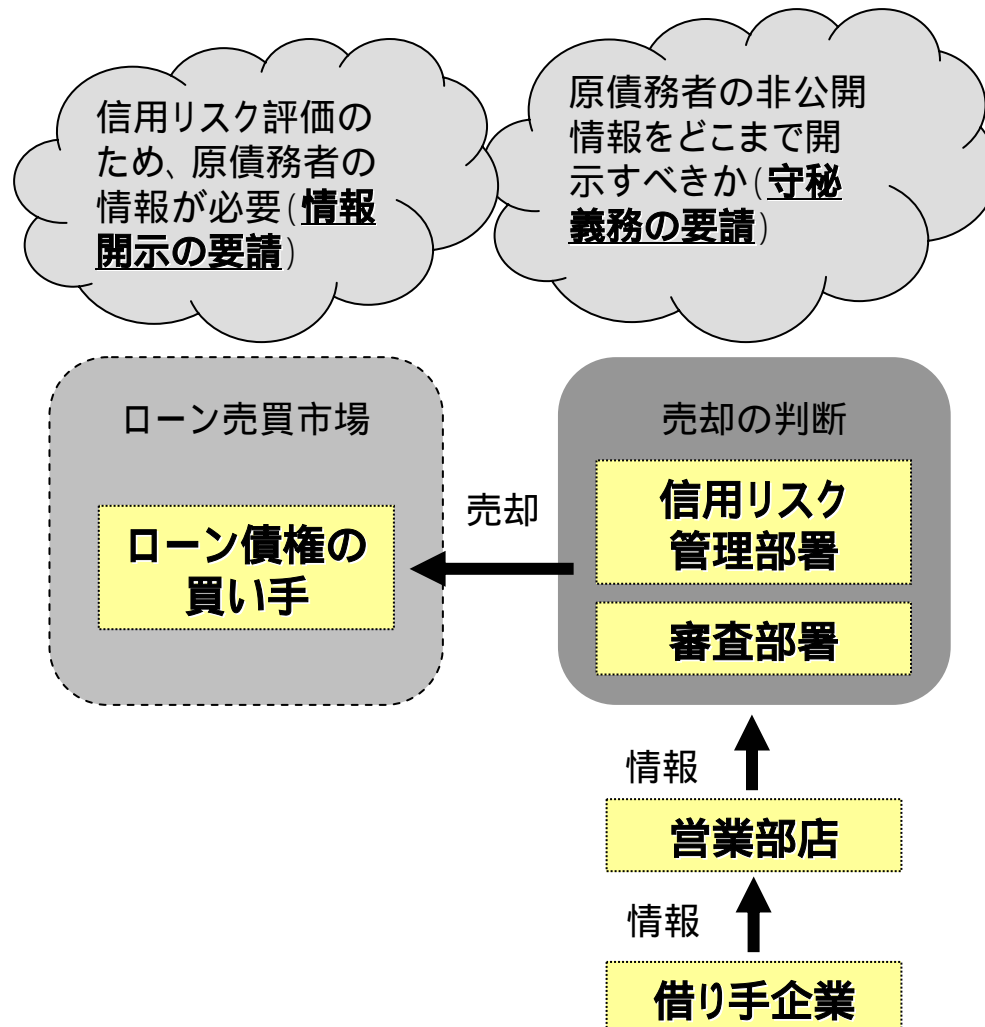 信用リスク評価の
ため、原債務者の
情報が必要(情報
開示の要請)
原債務者の非公開
情報をどこまで開
示すべきか(守秘
義務の要請)
ローン売買市場
ローン債権の
買い手
売却
売却の判断
信用リスク
管理部署
審査部署
情報
営業部店
情報
借り手企業